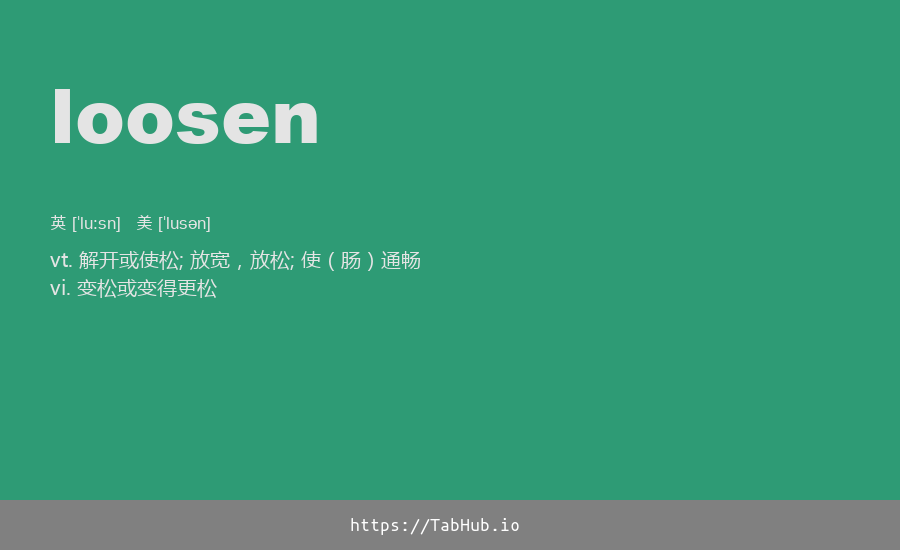 loosen
英 [ˈluːsn] 美 [ˈlusən]
vt. 解开或使松; 放宽，放松; 使（肠）通畅
vi. 变松或变得更松
https://TabHub.io